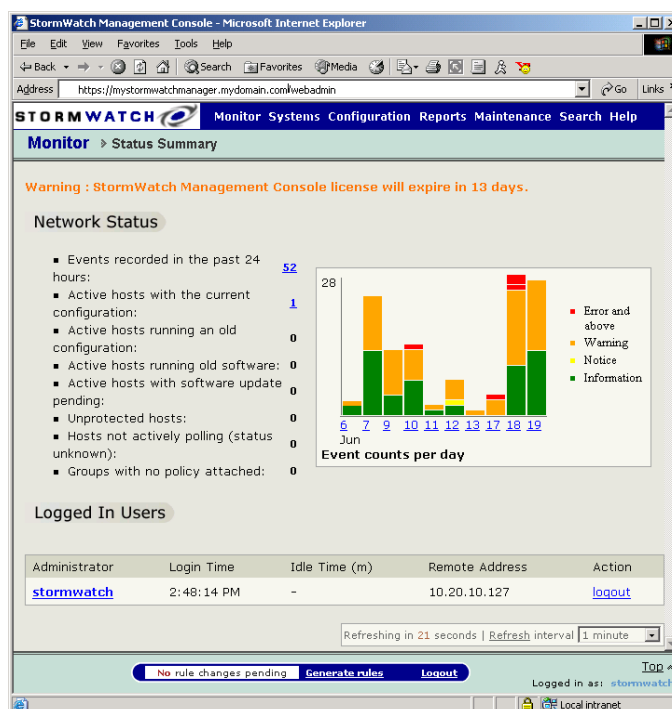 StormWatch Management Console - Microsoft Internet Explorer
File Edit View Favorites Tools Help
Back Search Favorites Media
Address https://mystormwatchmanager.mydomain.com/webadmin Go Links »
STORMWATCH Monitor Systems Configuration Reports Maintenance Search Help
Monitor > Status Summary
Warning : StormWatch Management Console license will expire in 13 days.
Network Status
Events recorded in the past 24 hours: 52
Active hosts with the current configuration: 1
Active hosts running an old configuration: 0
Active hosts running old software: 0
Active hosts with software update pending: 0
Unprotected hosts: 0
Hosts not actively polling (status unknown): 0
Groups with no policy attached: 0
28
Error and above
Warning
Notice
Information
6 7 9 10 11 12 13 17 18 19
Jun
Event counts per day
Logged In Users
Administrator Login Time Idle Time (m) Remote Address Action
stormwatch 2:48:14 PM - 10.20.10.127 logout
Refreshing in 21 seconds | Refresh interval 1 minute
No rule changes pending Generate rules Logout
Top
Logged in as: stormwatch
Local intranet